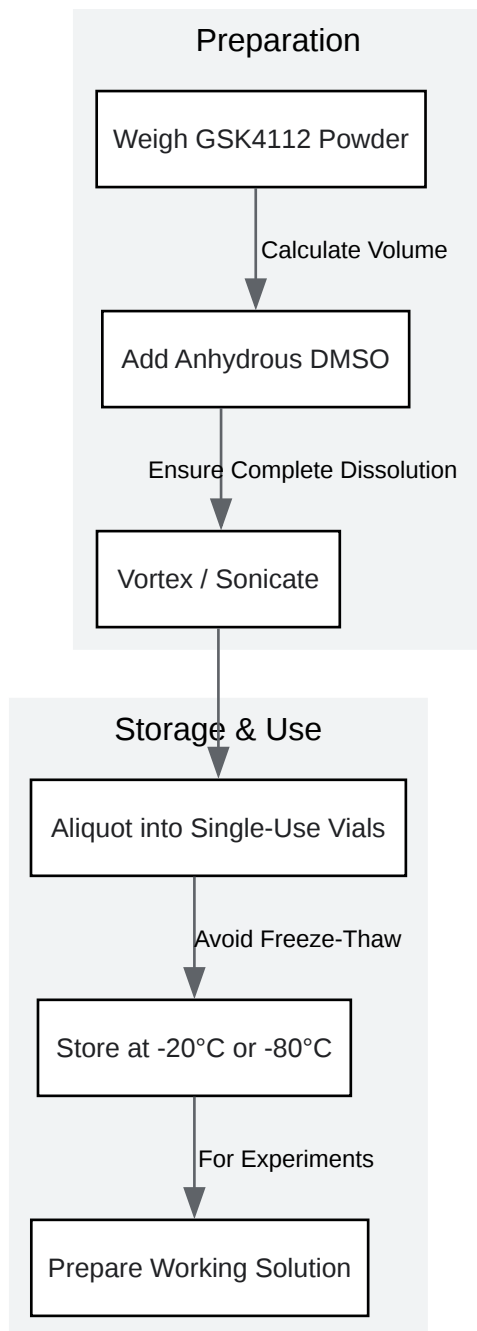 Preparation
Weigh GSK4112 Powder
Calculate Volume
Add Anhydrous DMSO
Ensure Complete Dissolution
Vortex / Sonicate
Storage & Use
Aliquot into Single-Use Vials
Avoid Freeze-Thaw
Store at -20°C or -80°C
For Experiments
Prepare Working Solution